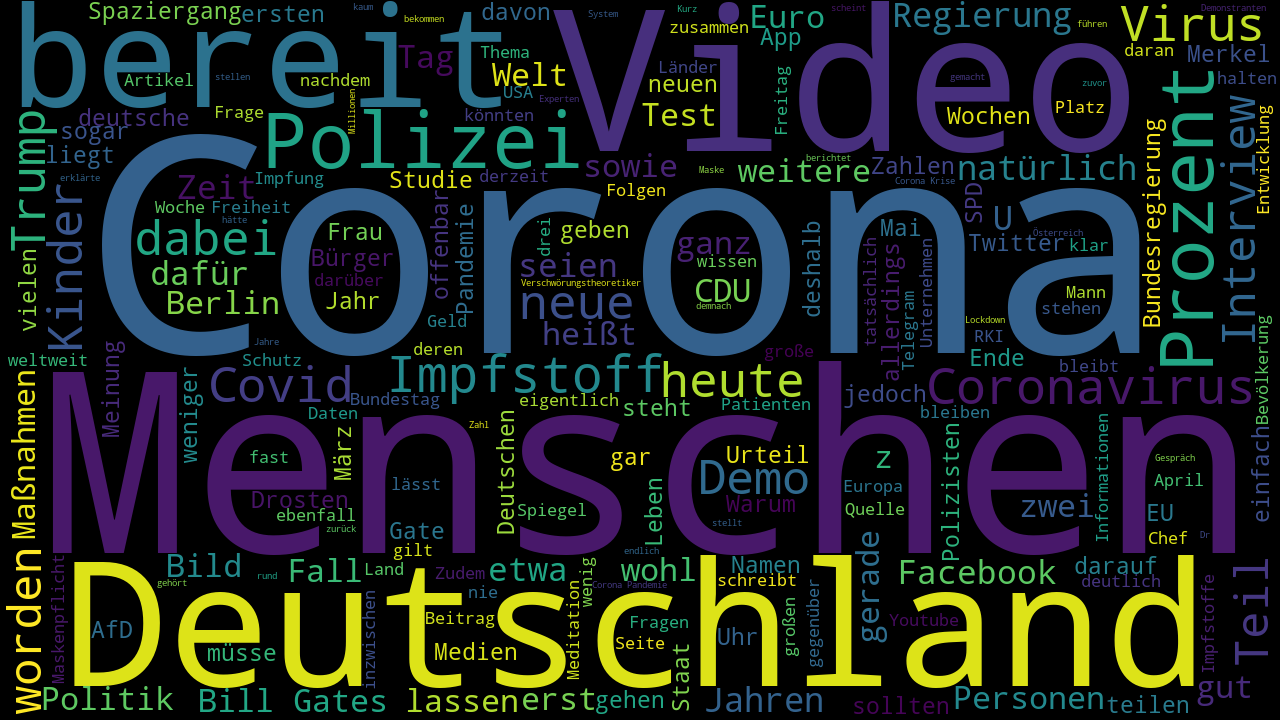 Spaziergang ersten kaum bekommen davon System Kurz zusammen Euro App scheint Regierung führen Virus Demonstranten
bereit Video
Artikel stellen nachdem Tag Thema Welt USA Experten Länder neuen Test Freitag gemacht zuvor Wochen Platz daran Merkel halten
deutsche Frage Millionen Polizei könnten Prozent Interview Entwicklung
sogar liegt Trump Zeit Impfung Studie derzeit sowie Folgen Maske weitere berichtet Zahlen Corona Krise natürlich SPD Bundesregierung
erklärte Kinder Woche Freiheit hätte offenbar Pandemie
Corona
dabei Frau Bürger darüber drei geben ganz wissen deshalb Mai Twitter U Österreich klar
vielen dafür Berlin Jahr seien Verschwörungstheoretiker CDU demnach tatsächlich allerdings Telegram Unternehmen stehen Mann
neue heißt Geld Lockdown RKI
weltweit Jahre Schutz deren große Ende bleibt Bevölkerung
Meinung Covid Impfstoff heute jedoch Coronavirus
Maßnahmen weniger Bundestag Daten eigentlich steht Patienten bleiben einfach
Menschen
März Zahl Deutschen gar Urteil z Gespräch
fast lässt Demo Europa Polizisten zwei Informationen April
Drosten ebenfall zurück Spiegel Leben Warum stellt Quelle EU Chef Dr
worden Gate gilt endlich
Maskenpflicht Bild gehört rund Fall Land Zudem etwa wenig wohl Corona Pandemie Namen schreibt gerade Facebook darauf deutlich Teil
Deutschland
AfD inzwischen nie Beitrag Meditation Fragen Uhr großen gegenüber Youtube Impfstoffe
müsse Medien Seite
Politik Bill Gates lassen erst gehen Staat Jahren sollten Personen teilen gut